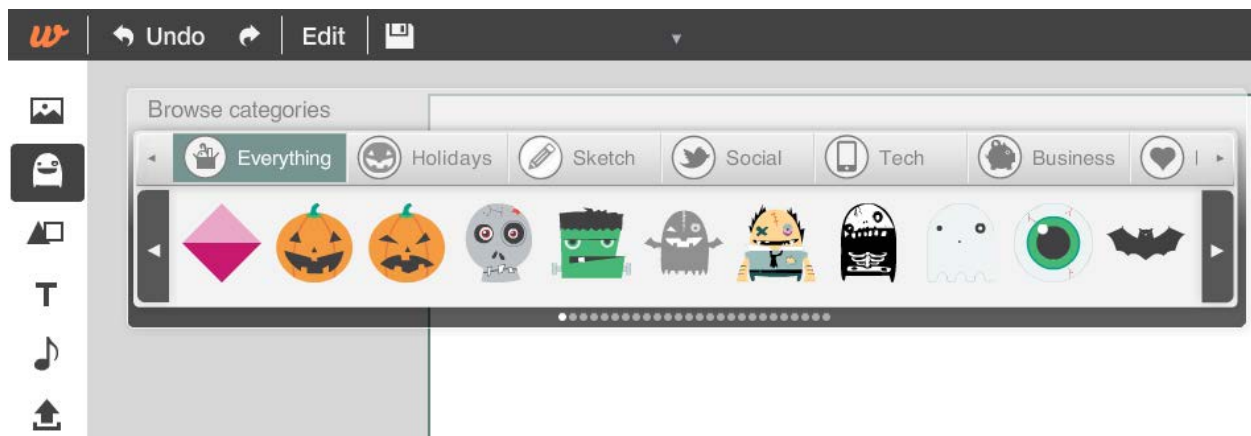 w Undo Edit
Browse categories
Everything Holidays Sketch Social Tech Business
T